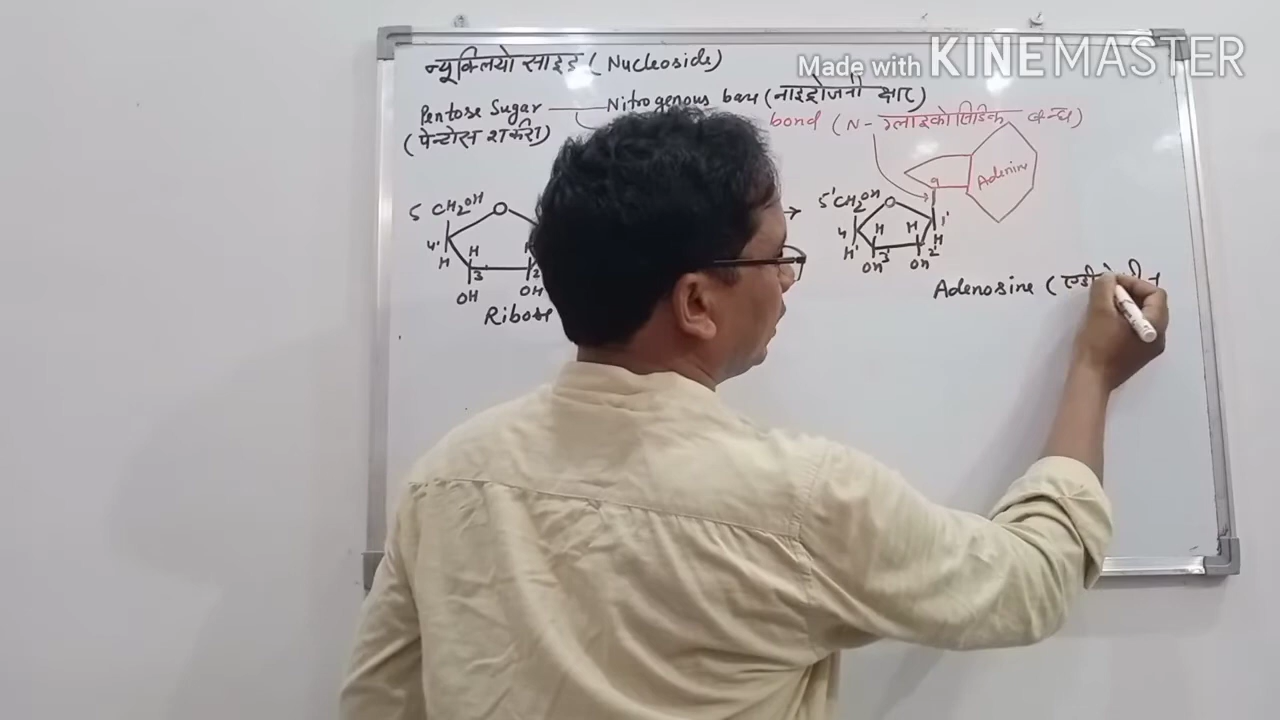 Made with KINEMASTER
न्यूक्लियोसाइड (Nucleoside)
Pentose Sugar — Nitrogenous base (नाइट्रोजनी क्षार)
(पेन्टोस शर्करा)
bond (N- ग्लाइकोसिडिक बन्ध)
5 CH2OH
4'
H
H
3'
OH
H
2
OH
Ribose
→
5' CH2OH
4
H'
H
3'
OH
H
2'
OH
H
1'
9
Adenine
Adenosine (